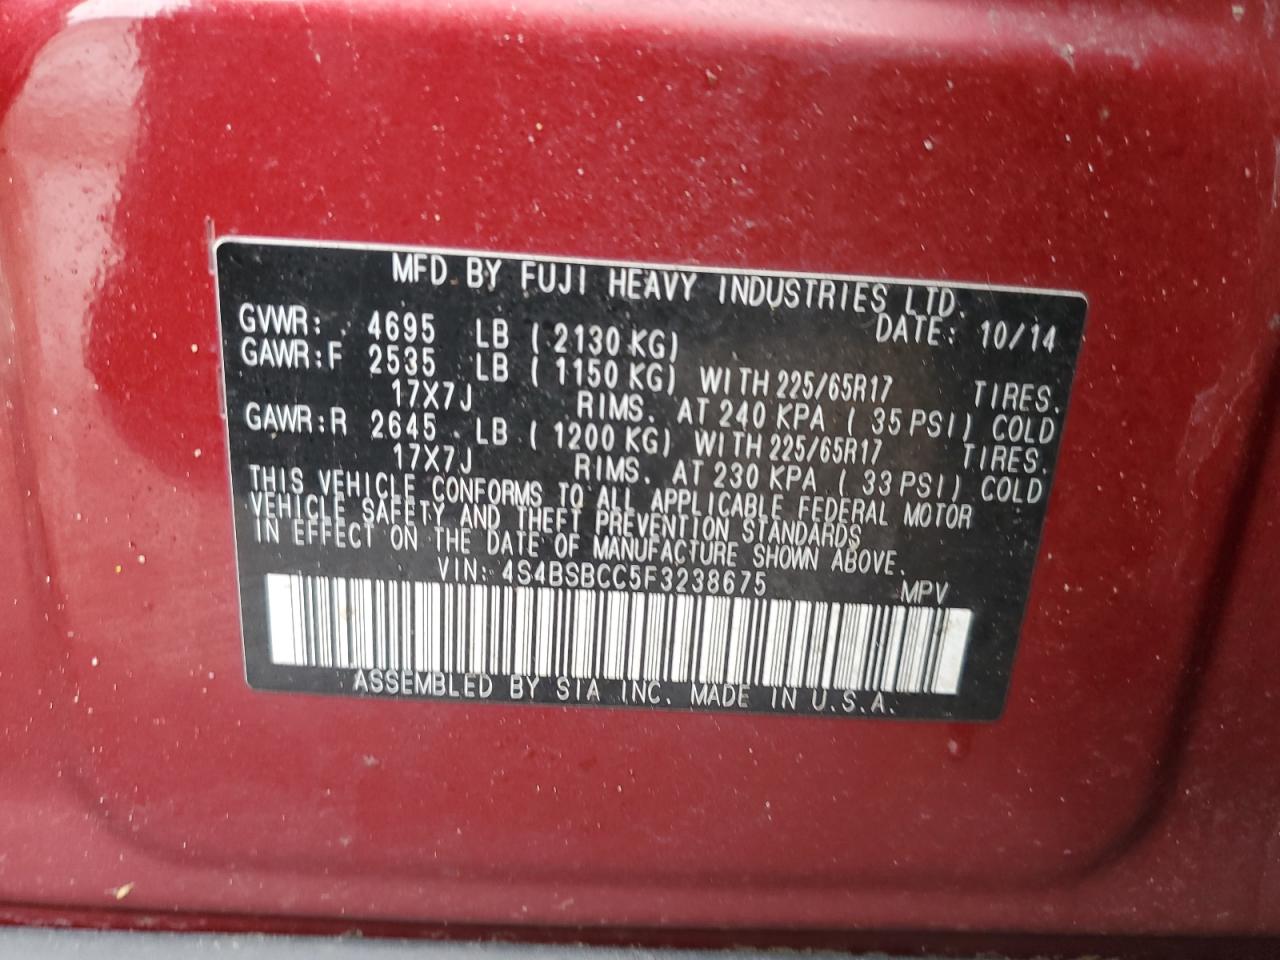 MFD. BY FUJI HEAVY INDUSTRIES LTD.
DATE: 10/14
GVWR: 4695 LB ( 2130 KG)
GAWR:F 2535 LB ( 1150 KG) WITH 225/65R17 TIRES.
17X7J RIMS. AT 240 KPA ( 35 PSI) COLD
GAWR:R 2645 LB ( 1200 KG) WITH 225/65R17 TIRES.
17X7J RIMS. AT 230 KPA ( 33 PSI) COLD
THIS VEHICLE CONFORMS TO ALL APPLICABLE FEDERAL MOTOR
VEHICLE SAFETY AND THEFT PREVENTION STANDARDS
IN EFFECT ON THE DATE OF MANUFACTURE SHOWN ABOVE.
VIN: 4S4BSBCC5F3238675 MPV
ASSEMBLED BY SIA INC. MADE IN U.S.A.